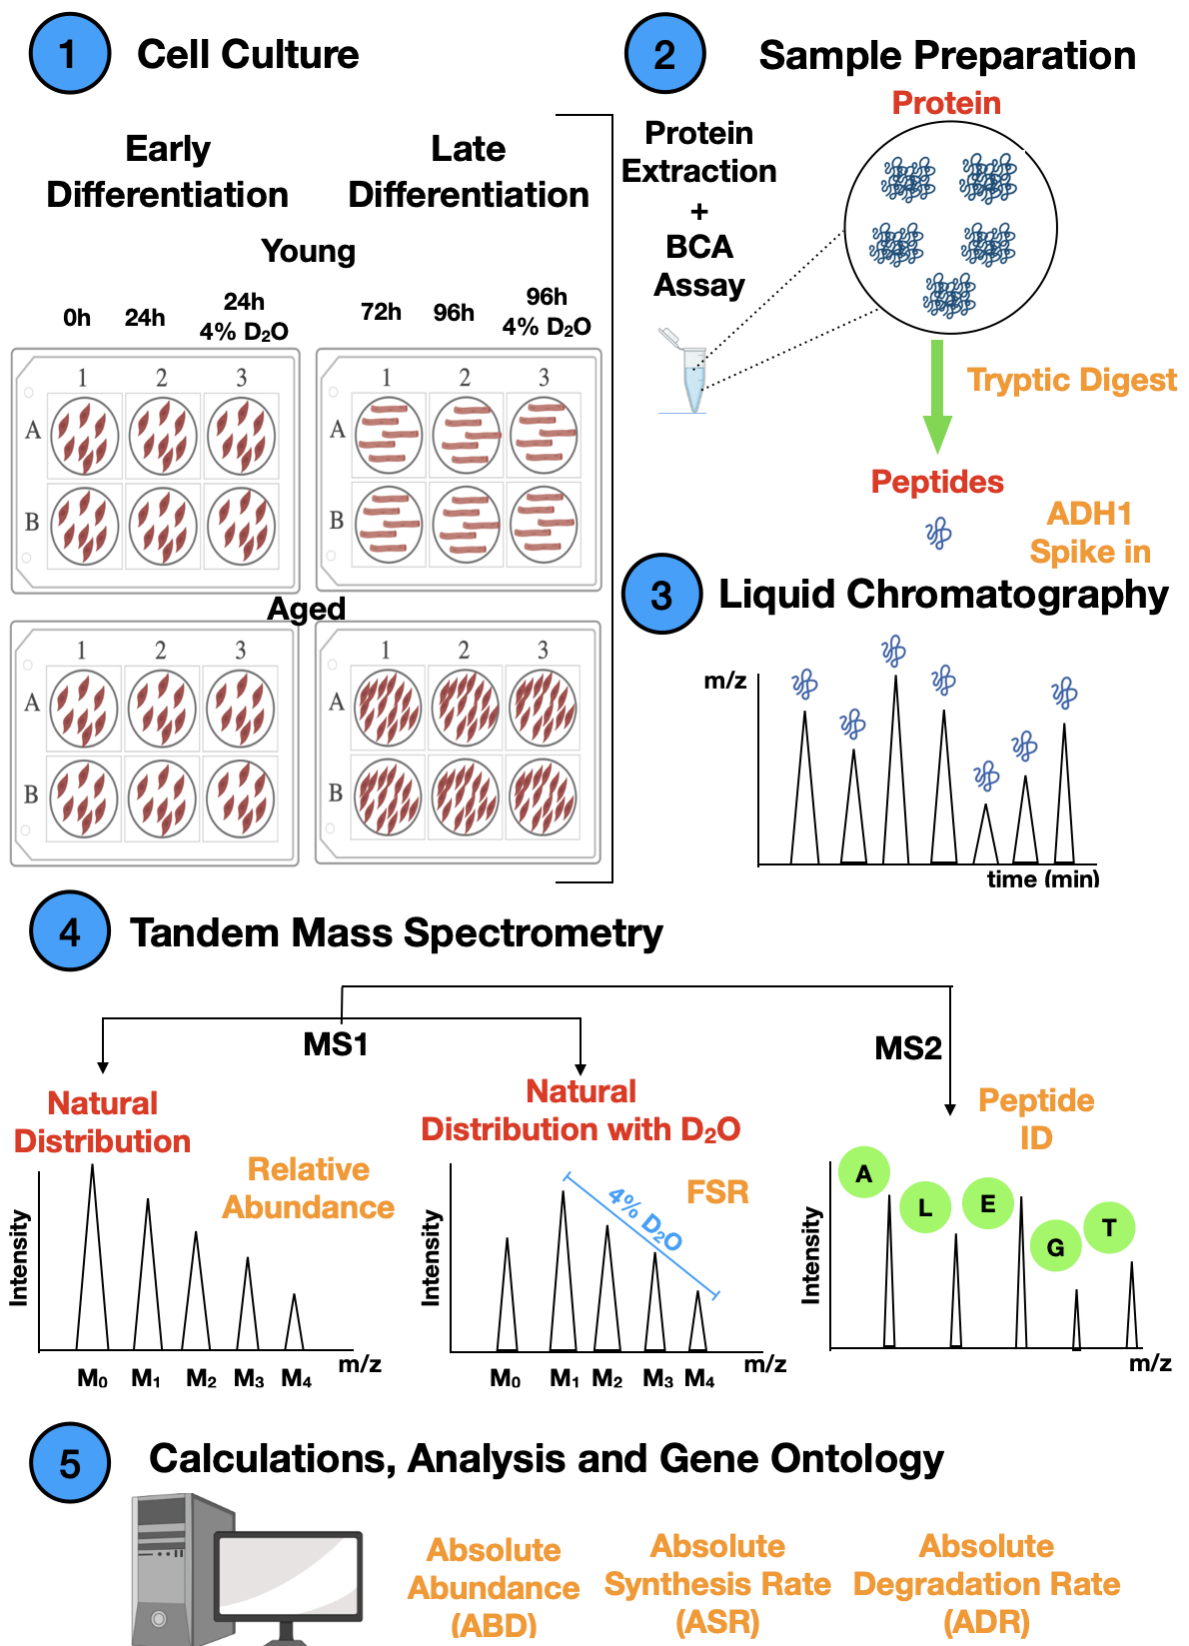 1 Cell Culture
Early
Differentiation
Late
Differentiation
Young
0h 24h 24h
4% D₂O
72h 96h 96h
4% D₂O
1 2 3
A
B
1 2 3
A
B
Aged
1 2 3
A
B
1 2 3
A
B
2 Sample Preparation
Protein
Extraction
+
BCA
Assay
Protein
Tryptic Digest
Peptides
ADH1
Spike in
3 Liquid Chromatography
m/z
time (min)
4 Tandem Mass Spectrometry
MS1
MS2
Natural
Distribution
Relative
Abundance
Intensity
m/z
M₀ M₁ M₂ M₃ M₄
Natural
Distribution with D₂O
FSR
4% D₂O
Intensity
m/z
M₀ M₁ M₂ M₃ M₄
Peptide
ID
A L E G T
Intensity
m/z
5 Calculations, Analysis and Gene Ontology
Absolute
Abundance
(ABD)
Absolute
Synthesis Rate
(ASR)
Absolute
Degradation Rate
(ADR)